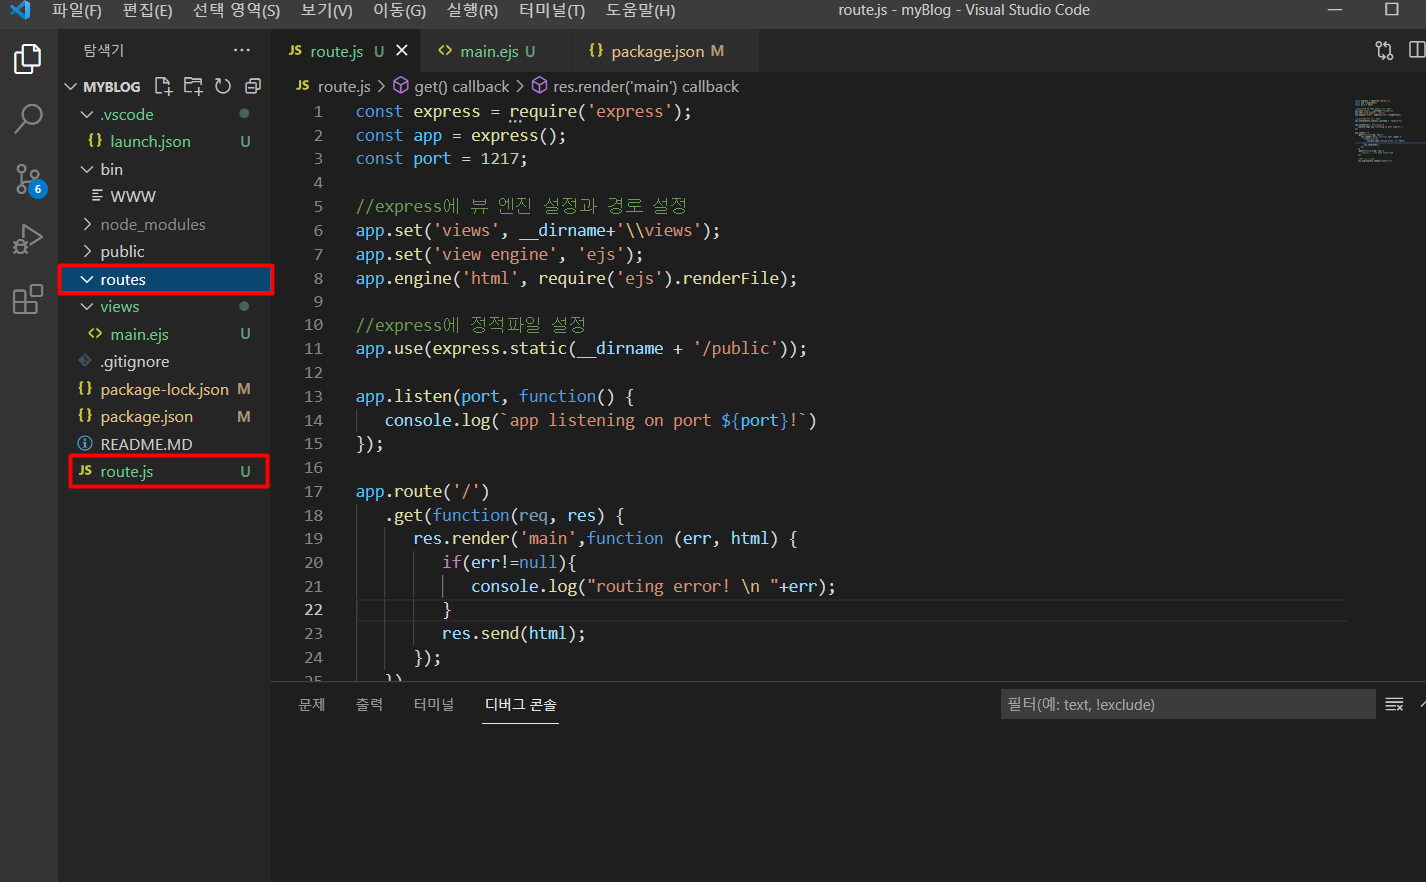 파일(F) 편집(E) 선택 영역(S) 보기(V) 이동(G) 실행(R) 터미널(T) 도움말(H) route.js - myBlog - Visual Studio Code
탐색기 ···
JS route.js U <> main.ejs U {} package.json M
MYBLOG
JS route.js > get() callback > res.render('main') callback
.vscode
{} launch.json U
bin
WWW
node_modules
public
routes
views
<> main.ejs U
.gitignore
{} package-lock.json M
{} package.json M
README.MD
JS route.js U
6
1 const express = require('express');
2 const app = express();
3 const port = 1217;
4
5 //express에 뷰 엔진 설정과 경로 설정
6 app.set('views', __dirname+'\\views');
7 app.set('view engine', 'ejs');
8 app.engine('html', require('ejs').renderFile);
9
10 //express에 정적파일 설정
11 app.use(express.static(__dirname + '/public'));
12
13 app.listen(port, function() {
14 console.log(`app listening on port ${port}!`)
15 });
16
17 app.route('/')
18 .get(function(req, res) {
19 res.render('main',function (err, html) {
20 if(err!=null){
21 console.log("routing error! \n "+err);
22 }
23 res.send(html);
24 });
25 })
문제 출력 터미널 디버그 콘솔 필터(예: text, !exclude)